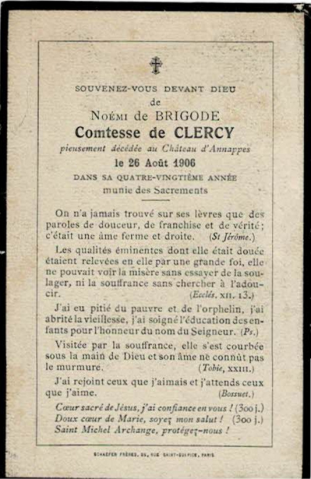 SOUVENEZ-VOUS DEVANT DIEU
de
NOÉMI de BRIGODE
Comtesse de CLERCY
pieusement décédée au Château d'Annappes
le 26 Août 1906
DANS SA QUATRE-VINGTIÈME ANNÉE
munie des Sacrements
On n'a jamais trouvé sur ses lèvres que des
paroles de douceur, de franchise et de vérité;
c'était une âme ferme et droite. (St Jérôme.)
Les qualités éminentes dont elle était douée
étaient relevées en elle par une grande foi, elle
ne pouvait voir la misère sans essayer de la sou-
lager, ni la souffrance sans chercher à l'adou-
cir. (Ecclés. XII. 13.)
J'ai eu pitié du pauvre et de l'orphelin, j'ai
abrité la vieillesse, j'ai soigné l'éducation des en-
fants pour l'honneur du nom du Seigneur. (Ps.)
Visitée par la souffrance, elle s'est courbée
sous la main de Dieu et son âme ne connût pas
le murmure. (Tobie, XXIII.)
J'ai rejoint ceux que j'aimais et j'attends ceux
que j'aime. (Bossuet.)
Cœur sacré de Jésus, j'ai confiance en vous! (300 j.)
Doux cœur de Marie, soyez mon salut! (300 j.)
Saint Michel Archange, protégez-nous!
SCHAEFER FRÈRES, RUE SAINT-SULPICE, PARIS